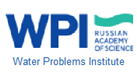 WPI
RUSSIAN
ACADEMY
OF SCIENCE
Water Problems Institute